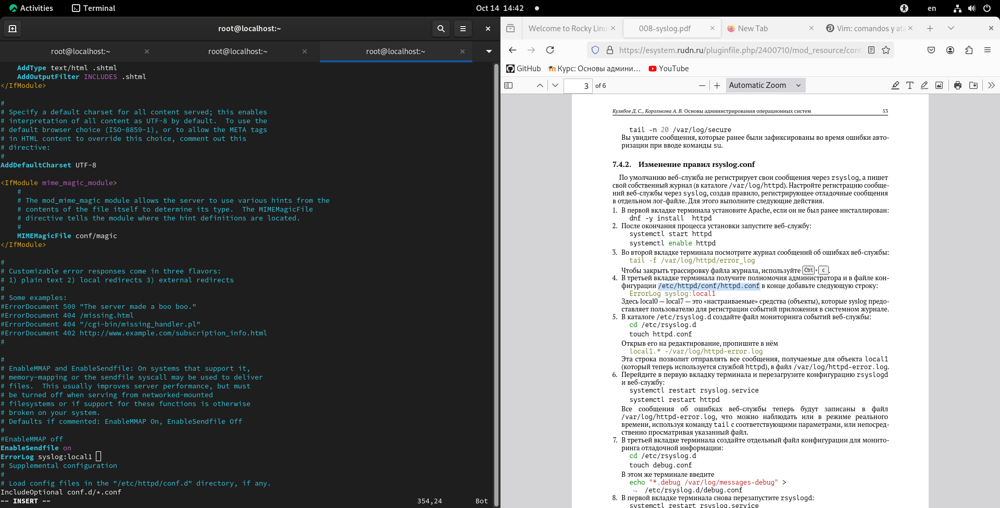 Activities
Terminal
Oct 14 14:42
en
root@localhost:~
root@localhost:~
root@localhost:~
root@localhost:~
    AddType text/html .shtml
    AddOutputFilter INCLUDES .shtml
</IfModule>
#
# Specify a default charset for all content served; this enables
# interpretation of all content as UTF-8 by default.  To use the
# default browser choice (ISO-8859-1), or to allow the META tags
# in HTML content to override this choice, comment out this
# directive:
#
AddDefaultCharset UTF-8
<IfModule mime_magic_module>
    #
    # The mod_mime_magic module allows the server to use various hints from the
    # contents of the file itself to determine its type.  The MIMEMagicFile
    # directive tells the module where the hint definitions are located.
    #
    MIMEMagicFile conf/magic
</IfModule>
#
# Customizable error responses come in three flavors:
# 1) plain text 2) local redirects 3) external redirects
#
# Some examples:
#ErrorDocument 500 "The server made a boo boo."
#ErrorDocument 404 /missing.html
#ErrorDocument 404 "/cgi-bin/missing_handler.pl"
#ErrorDocument 402 http://www.example.com/subscription_info.html
#
#
# EnableMMAP and EnableSendfile: On systems that support it,
# memory-mapping or the sendfile syscall may be used to deliver
# files.  This usually improves server performance, but must
# be turned off when serving from networked-mounted
# filesystems or if support for these functions is otherwise
# broken on your system.
# Defaults if commented: EnableMMAP On, EnableSendfile Off
#
#EnableMMAP off
EnableSendfile on
ErrorLog syslog:local1
# Supplemental configuration
#
# Load config files in the "/etc/httpd/conf.d" directory, if any.
IncludeOptional conf.d/*.conf
-- INSERT -- 354,24 Bot
Welcome to Rocky Linu
008-syslog.pdf
New Tab
Vim: comandos y ata
https://esystem.rudn.ru/pluginfile.php/2400710/mod_resource/cont
GitHub
Курс: Основы админи…
YouTube
3 of 6
Automatic Zoom
Кулябов Д. С., Королькова А. В. Основы администрирования операционных систем 53
tail -n 20 /var/log/secure
Вы увидите сообщения, которые ранее были зафиксированы во время ошибки авто-
ризации при вводе команды su.
7.4.2. Изменение правил rsyslog.conf
По умолчанию веб-служба не регистрирует свои сообщения через rsyslog, а пишет
свой собственный журнал (в каталоге /var/log/httpd). Настройте регистрацию сообще-
ний веб-службы через syslog, создав правило, регистрирующее отладочные сообщения
в отдельном лог-файле. Для этого выполните следующие действия.
1. В первой вкладке терминала установите Apache, если он не был ранее инсталлирован:
dnf -y install  httpd
2. После окончания процесса установки запустите веб-службу:
systemctl start httpd
systemctl enable httpd
3. Во второй вкладке терминала посмотрите журнал сообщений об ошибках веб-службы:
tail -f /var/log/httpd/error_log
Чтобы закрыть трассировку файла журнала, используйте Ctrl + c .
4. В третьей вкладке терминала получите полномочия администратора и в файле кон-
фигурации /etc/httpd/conf/httpd.conf в конце добавьте следующую строку:
ErrorLog syslog:local1
Здесь local0 — local7 — это «настраиваемые» средства (объекты), которые syslog предо-
ставляет пользователю для регистрации событий приложения в системном журнале.
5. В каталоге /etc/rsyslog.d создайте файл мониторинга событий веб-службы:
cd /etc/rsyslog.d
touch httpd.conf
Открыв его на редактирование, пропишите в нём
local1.* -/var/log/httpd-error.log
Эта строка позволит отправлять все сообщения, получаемые для объекта local1
(который теперь используется службой httpd), в файл /var/log/httpd-error.log.
6. Перейдите в первую вкладку терминала и перезагрузите конфигурацию rsyslogd
и веб-службу:
systemctl restart rsyslog.service
systemctl restart httpd
Все сообщения об ошибках веб-службы теперь будут записаны в файл
/var/log/httpd-error.log, что можно наблюдать или в режиме реального
времени, используя команду tail с соответствующими параметрами, или непосред-
ственно просматривая указанный файл.
7. В третьей вкладке терминала создайте отдельный файл конфигурации для монито-
ринга отладочной информации:
cd /etc/rsyslog.d
touch debug.conf
В этом же терминале введите
echo "*.debug /var/log/messages-debug" >
↪ /etc/rsyslog.d/debug.conf
8. В первой вкладке терминала снова перезапустите rsyslogd:
systemctl restart rsyslog.service